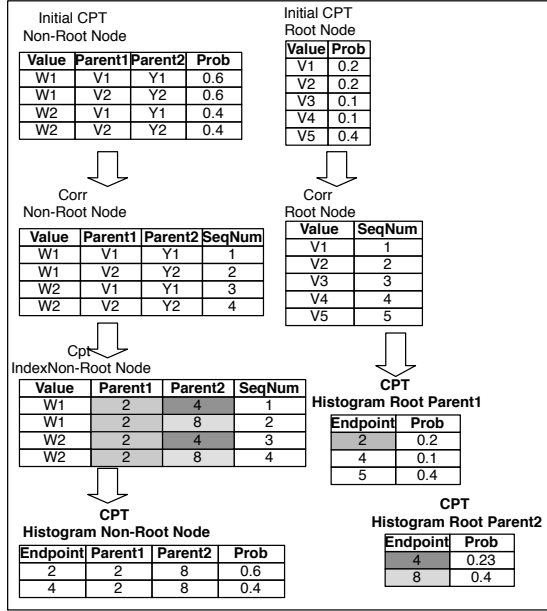 Initial CPT
Non-Root Node
Value Parent1 Parent2 Prob
W1 V1 Y1 0.6
W1 V2 Y2 0.6
W2 V1 Y1 0.4
W2 V2 Y2 0.4
Corr
Non-Root Node
Value Parent1 Parent2 SeqNum
W1 V1 Y1 1
W1 V2 Y2 2
W2 V1 Y1 3
W2 V2 Y2 4
Cpt
IndexNon-Root Node
Value Parent1 Parent2 SeqNum
W1 2 4 1
W1 2 8 2
W2 2 4 3
W2 2 8 4
CPT
Histogram Non-Root Node
Endpoint Parent1 Parent2 Prob
2 2 8 0.6
4 2 8 0.4
Initial CPT
Root Node
Value Prob
V1 0.2
V2 0.2
V3 0.1
V4 0.1
V5 0.4
Corr
Root Node
Value SeqNum
V1 1
V2 2
V3 3
V4 4
V5 5
CPT
Histogram Root Parent1
Endpoint Prob
2 0.2
4 0.1
5 0.4
CPT
Histogram Root Parent2
Endpoint Prob
4 0.23
8 0.4